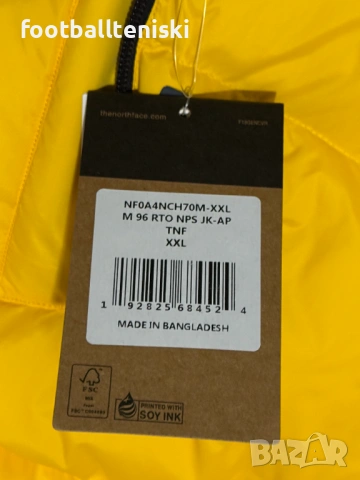 footballteniski
thenorthface.com
NF0A4NCH70M-XXL
M 96 RTO NPS JK-AP
TNF
XXL
1 92825 68452 4
MADE IN BANGLADESH
FSC
PRINTED WITH
SOY INK
bazar